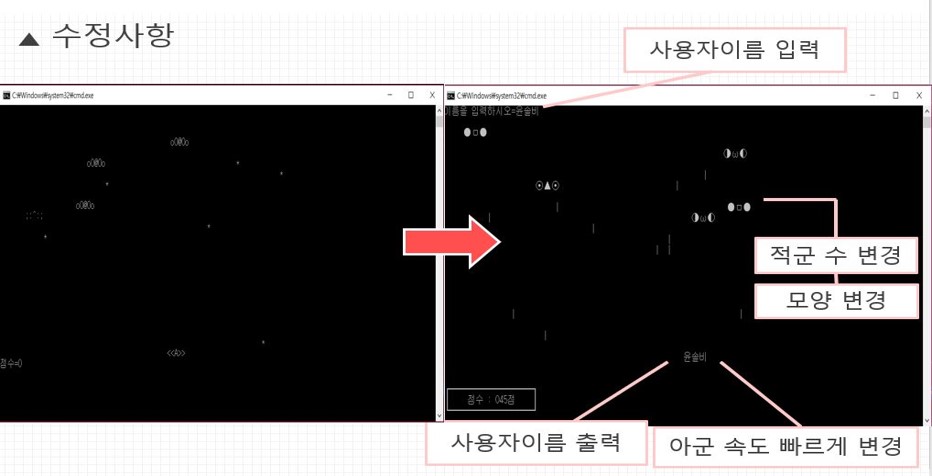 ▲ 수정사항
사용자이름 입력
C:₩Windows₩system32₩cmd.exe
C:₩Windows₩system32₩cmd.exe
이름을 입력하시오=윤슬비
●□●
◑ω◐
⊙▲⊙
●□●
◑ω◐
o0@0o
o0@0o
o0@0o
;:^:;
<<A>>
점수=0
적군 수 변경
모양 변경
윤슬비
점수 : 045점
사용자이름 출력
아군 속도 빠르게 변경